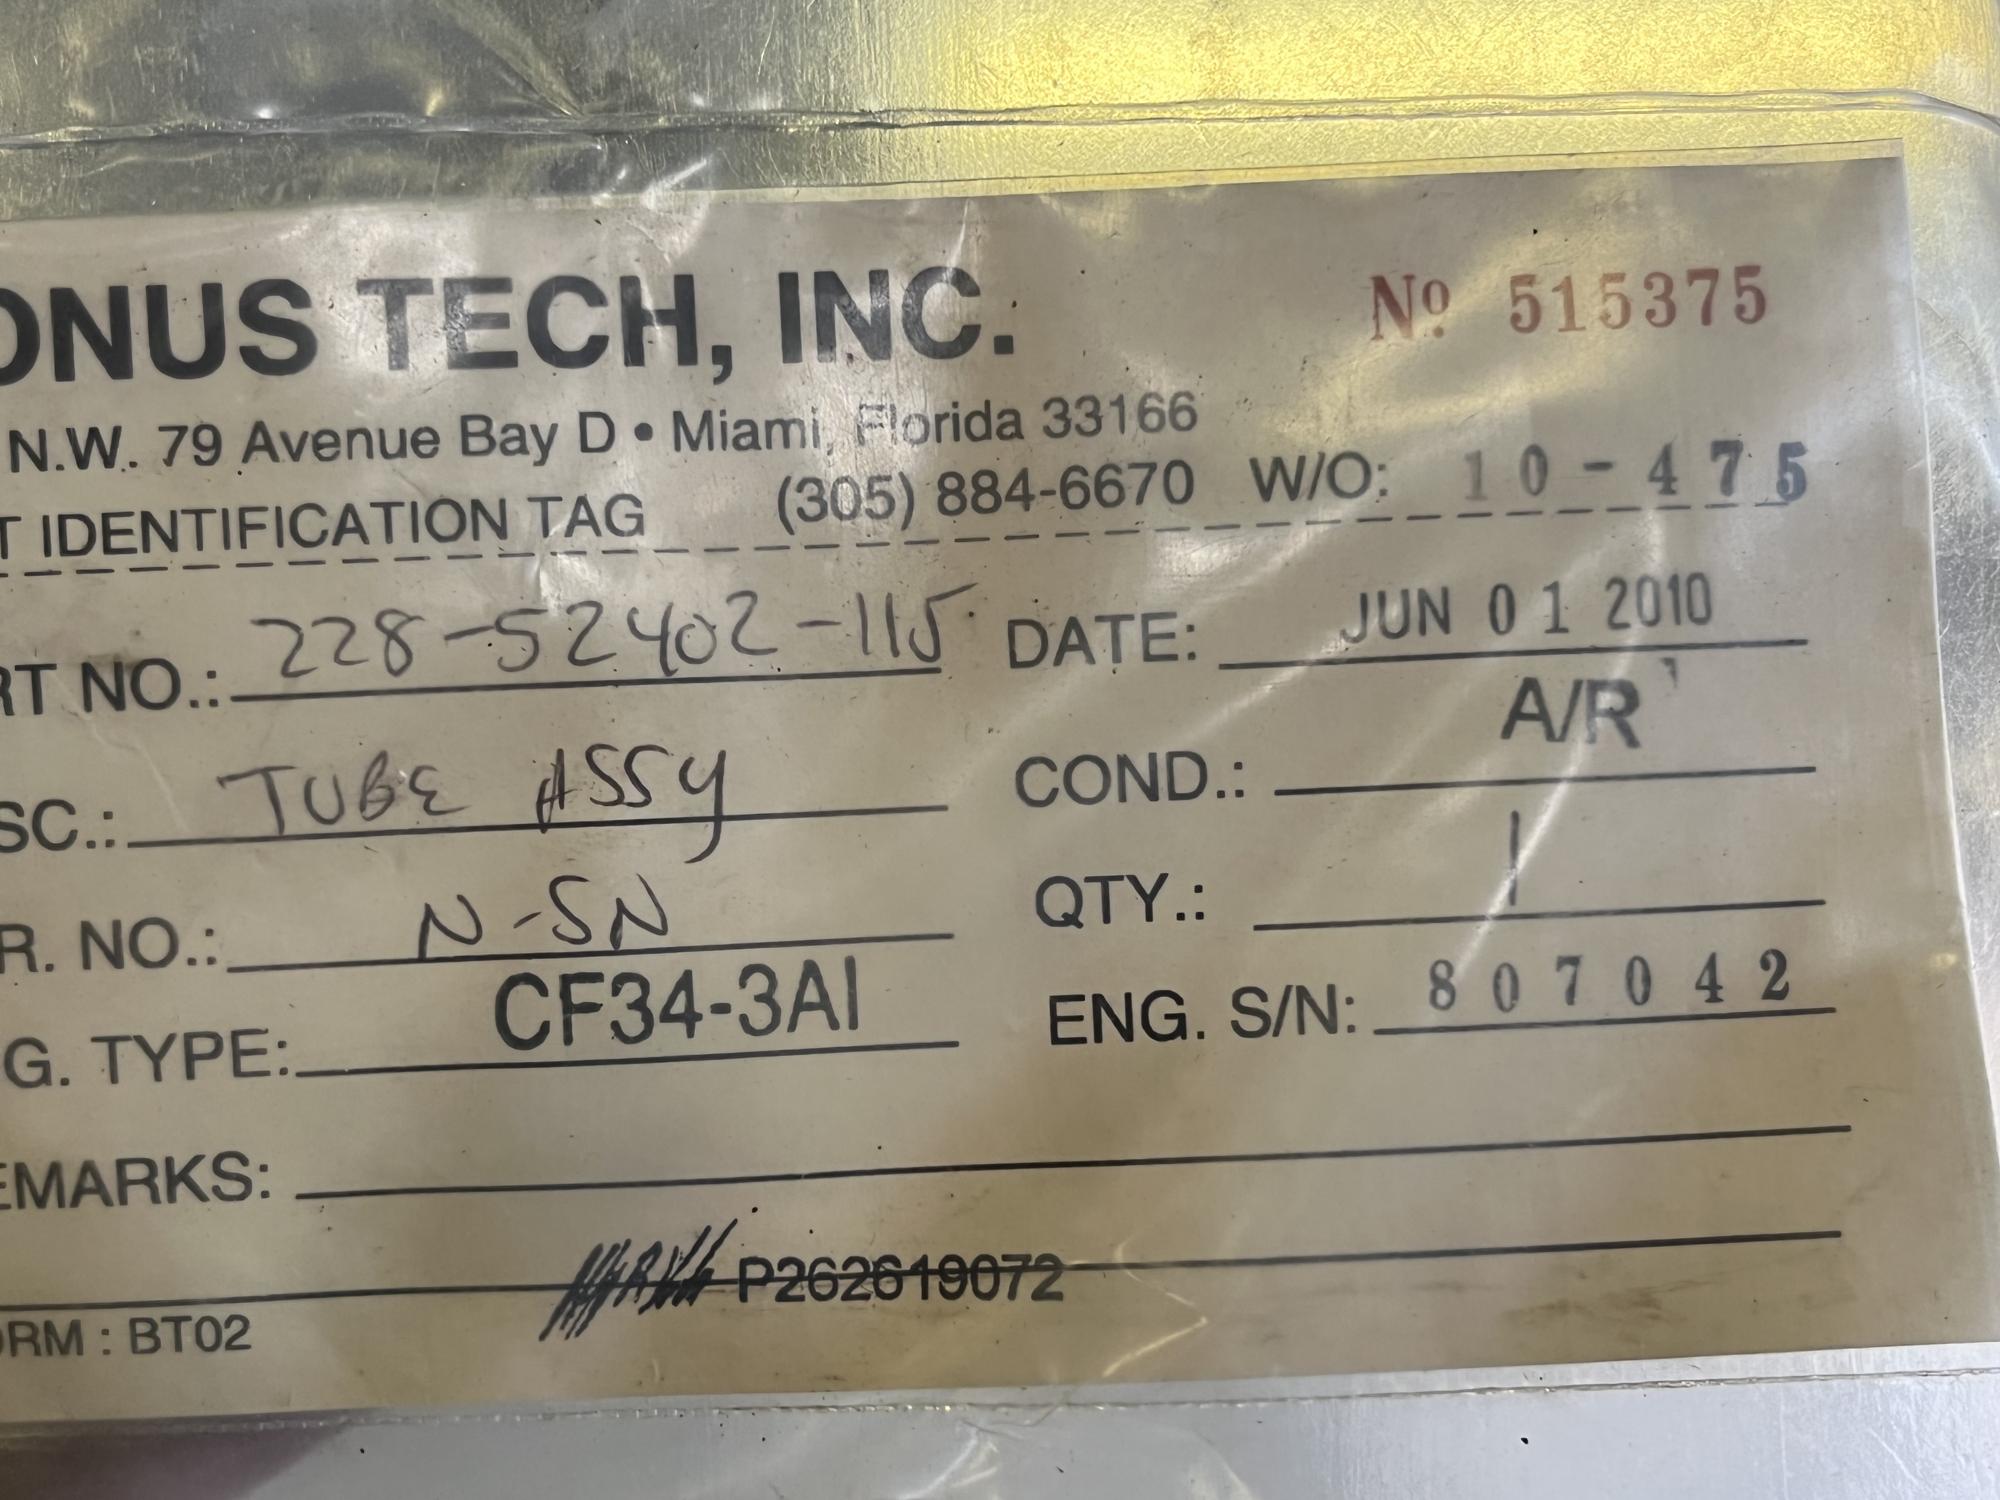 ONUS TECH, INC. Nº 515375
N.W. 79 Avenue Bay D • Miami, Florida 33166
T IDENTIFICATION TAG (305) 884-6670 W/O: 10-475
RT NO.: 228-52402-115 DATE: JUN 01 2010
SC.: TUBE ASSY COND.: A/R
R. NO.: N-SN QTY.: 1
G. TYPE: CF34-3A1 ENG. S/N: 807042
EMARKS:
P262619072
ORM : BT02